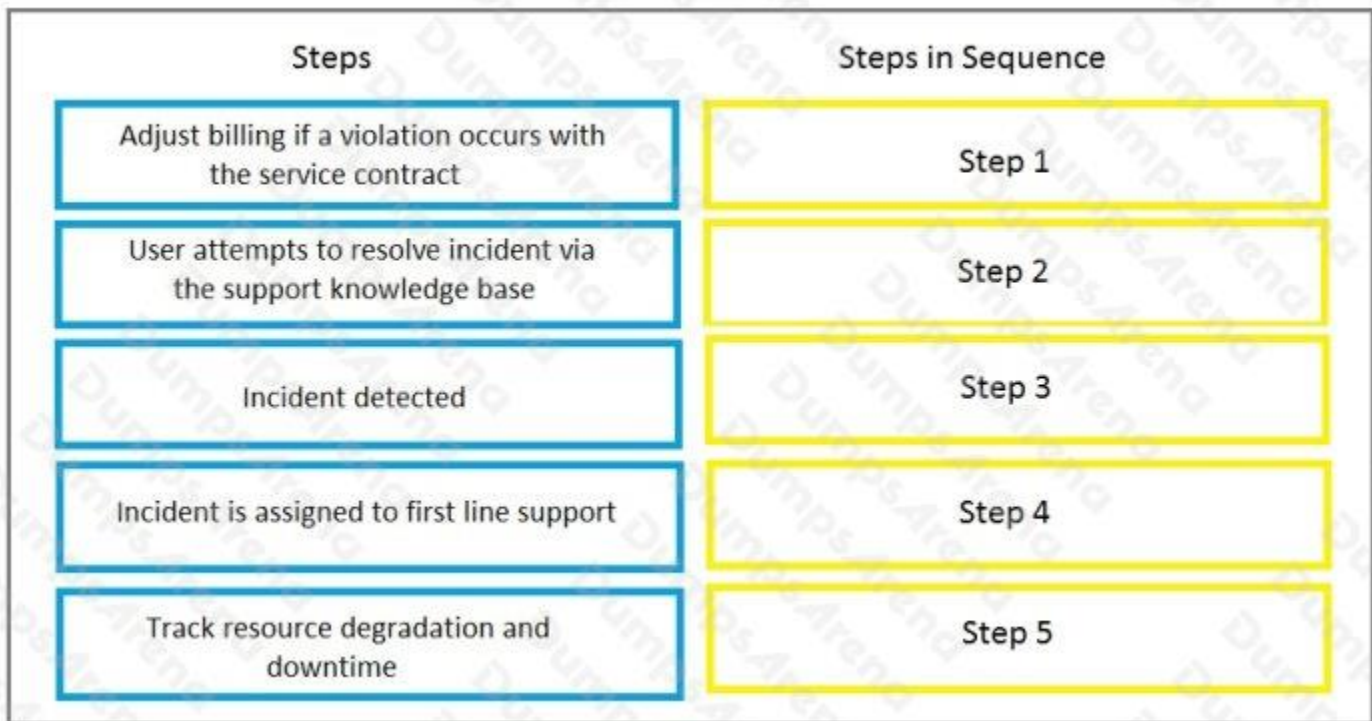 Steps
Steps in Sequence
Adjust billing if a violation occurs with
the service contract
Step 1
User attempts to resolve incident via
the support knowledge base
Step 2
Incident detected
Step 3
Incident is assigned to first line support
Step 4
Track resource degradation and
downtime
Step 5
DumpsArena